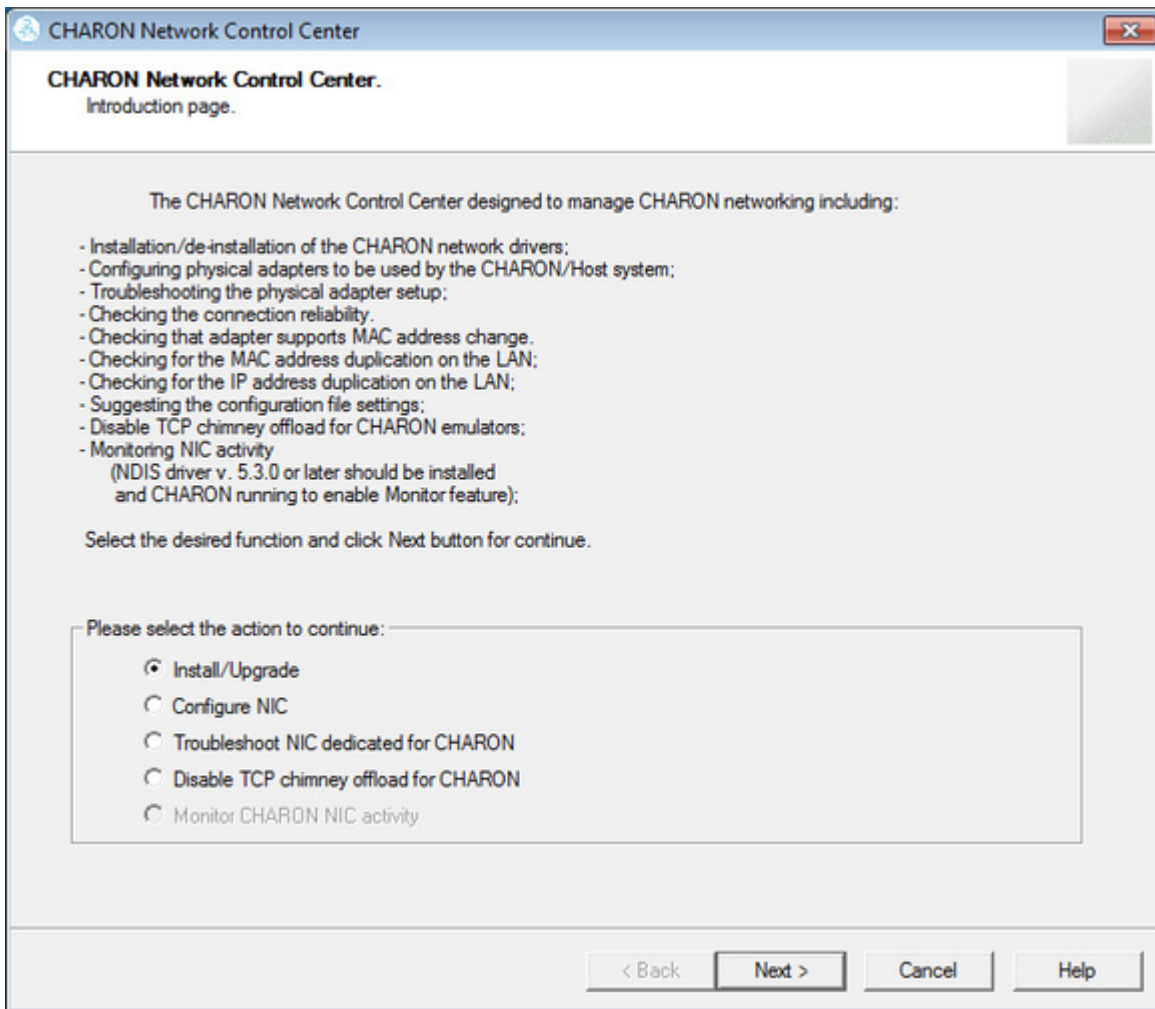 CHARON Network Control Center
CHARON Network Control Center.
Introduction page.
The CHARON Network Control Center designed to manage CHARON networking including:
- Installation/de-installation of the CHARON network drivers;
- Configuring physical adapters to be used by the CHARON/Host system;
- Troubleshooting the physical adapter setup;
- Checking the connection reliability.
- Checking that adapter supports MAC address change.
- Checking for the MAC address duplication on the LAN;
- Checking for the IP address duplication on the LAN;
- Suggesting the configuration file settings;
- Disable TCP chimney offload for CHARON emulators;
- Monitoring NIC activity
(NDIS driver v. 5.3.0 or later should be installed
and CHARON running to enable Monitor feature);
Select the desired function and click Next button for continue.
Please select the action to continue:
Install/Upgrade
Configure NIC
Troubleshoot NIC dedicated for CHARON
Disable TCP chimney offload for CHARON
Monitor CHARON NIC activity
< Back Next > Cancel Help